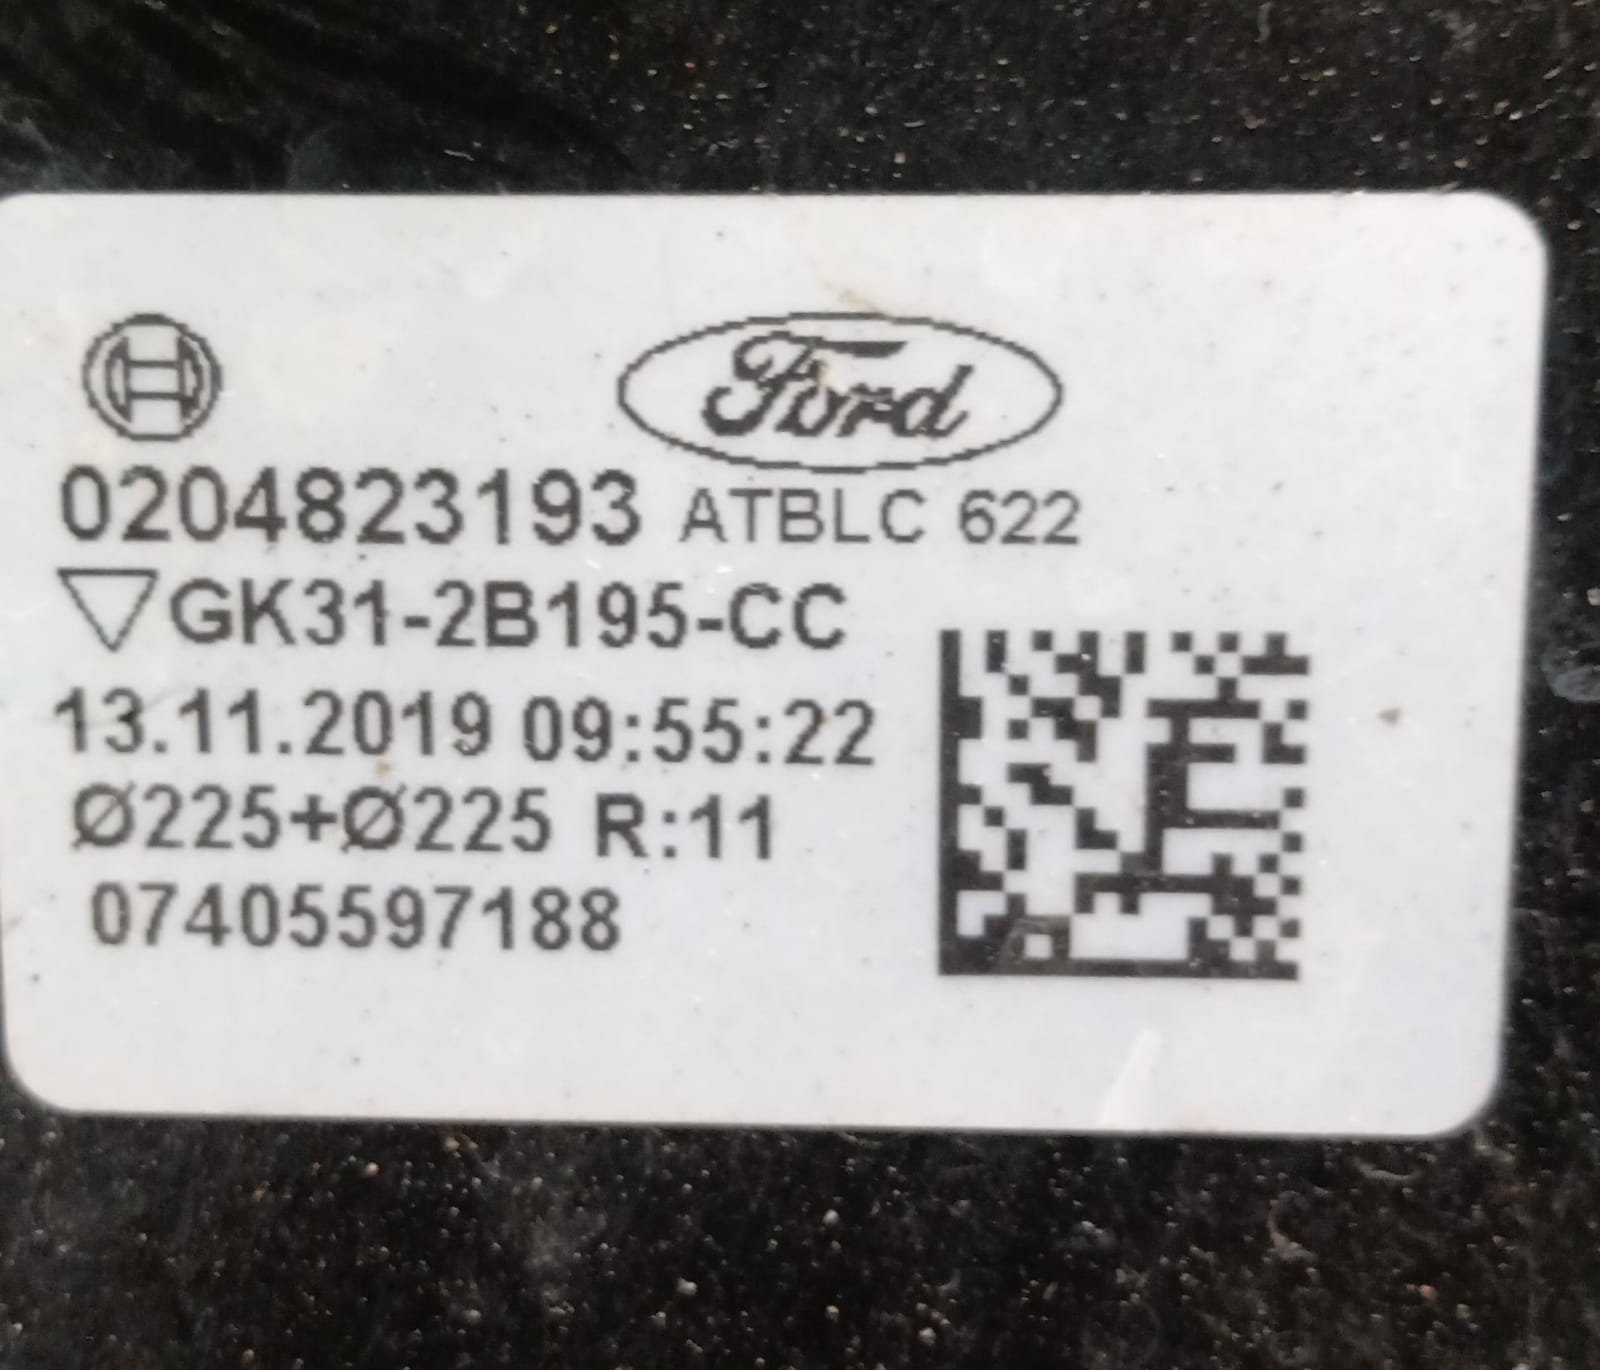 Ford
0204823193 ATBLC 622
▽GK31-2B195-CC
13.11.2019 09:55:22
Ø225+Ø225 R:11
07405597188